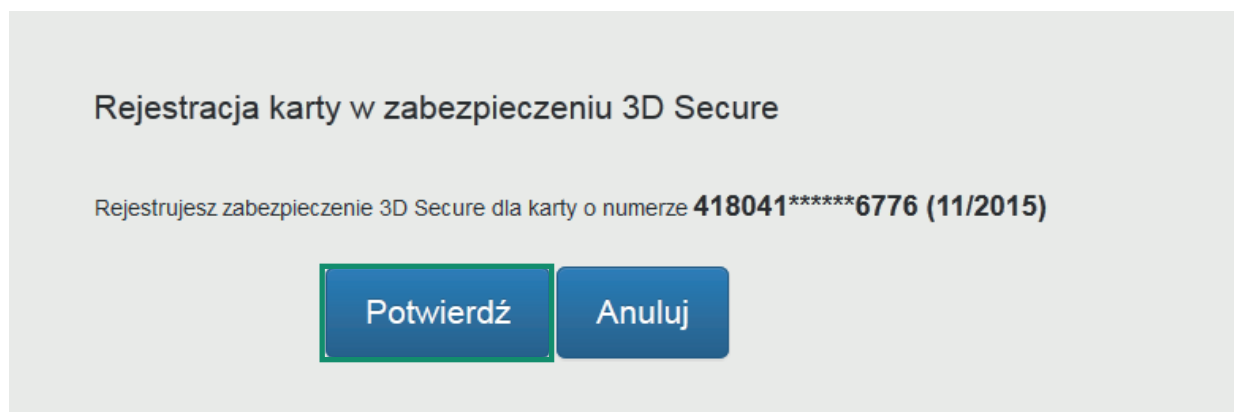 Rejestracja karty w zabezpieczeniu 3D Secure
Rejestrujesz zabezpieczenie 3D Secure dla karty o numerze 418041******6776 (11/2015)
Potwierdź Anuluj